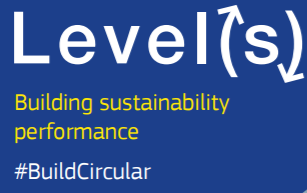 Level(s)
Building sustainability
performance
#BuildCircular